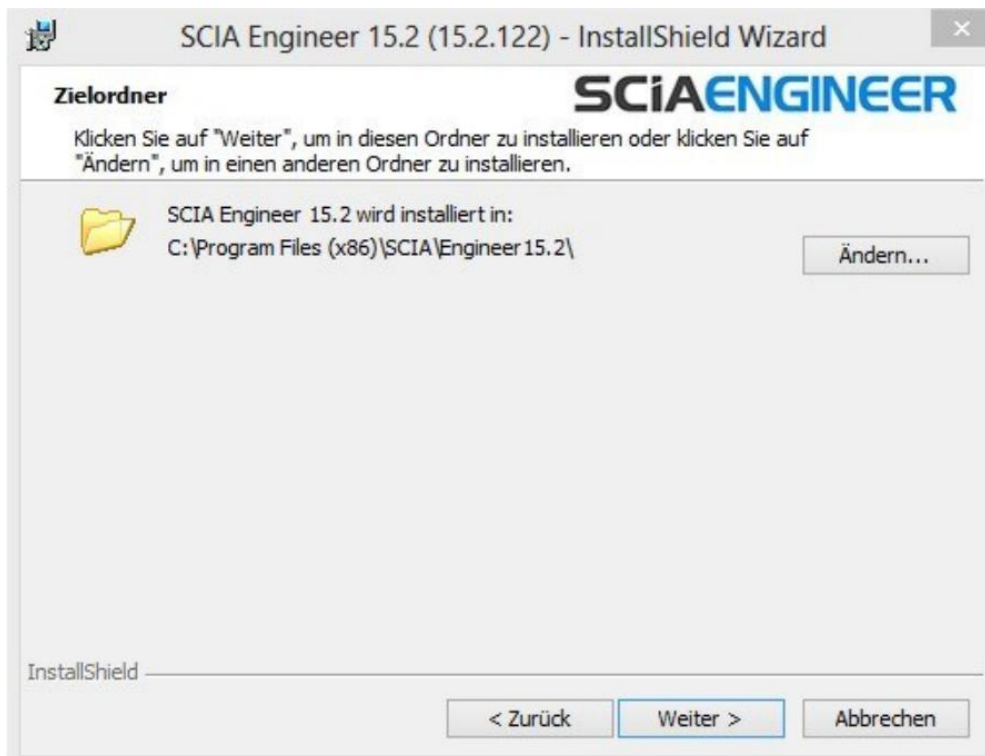 SCIA Engineer 15.2 (15.2.122) - InstallShield Wizard
Zielordner
SCiAENGINEER
Klicken Sie auf "Weiter", um in diesen Ordner zu installieren oder klicken Sie auf
"Ändern", um in einen anderen Ordner zu installieren.
SCIA Engineer 15.2 wird installiert in:
C:\Program Files (x86)\SCIA\Engineer15.2\
Ändern...
InstallShield
< Zurück
Weiter >
Abbrechen